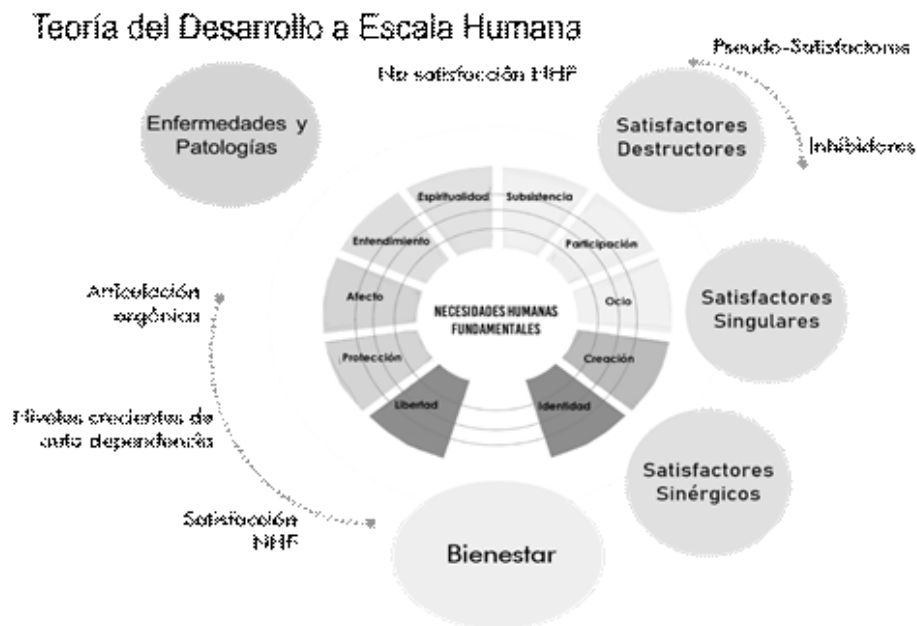 Teoría del Desarrollo a Escala Humana
Pseudo-Satisfactores
No satisfacción NHF
Enfermedades y
Patologías
Satisfactores
Destructores
Inhibidores
Espiritualidad
Subsistencia
Entendimiento
Participación
Articulación
orgánica
Afecto
Ocio
NECESIDADES HUMANAS
FUNDAMENTALES
Satisfactores
Singulares
Protección
Creación
Libertad
Identidad
Niveles crecientes de
auto dependencia
Satisfactores
Sinérgicos
Satisfacción
NHF
Bienestar